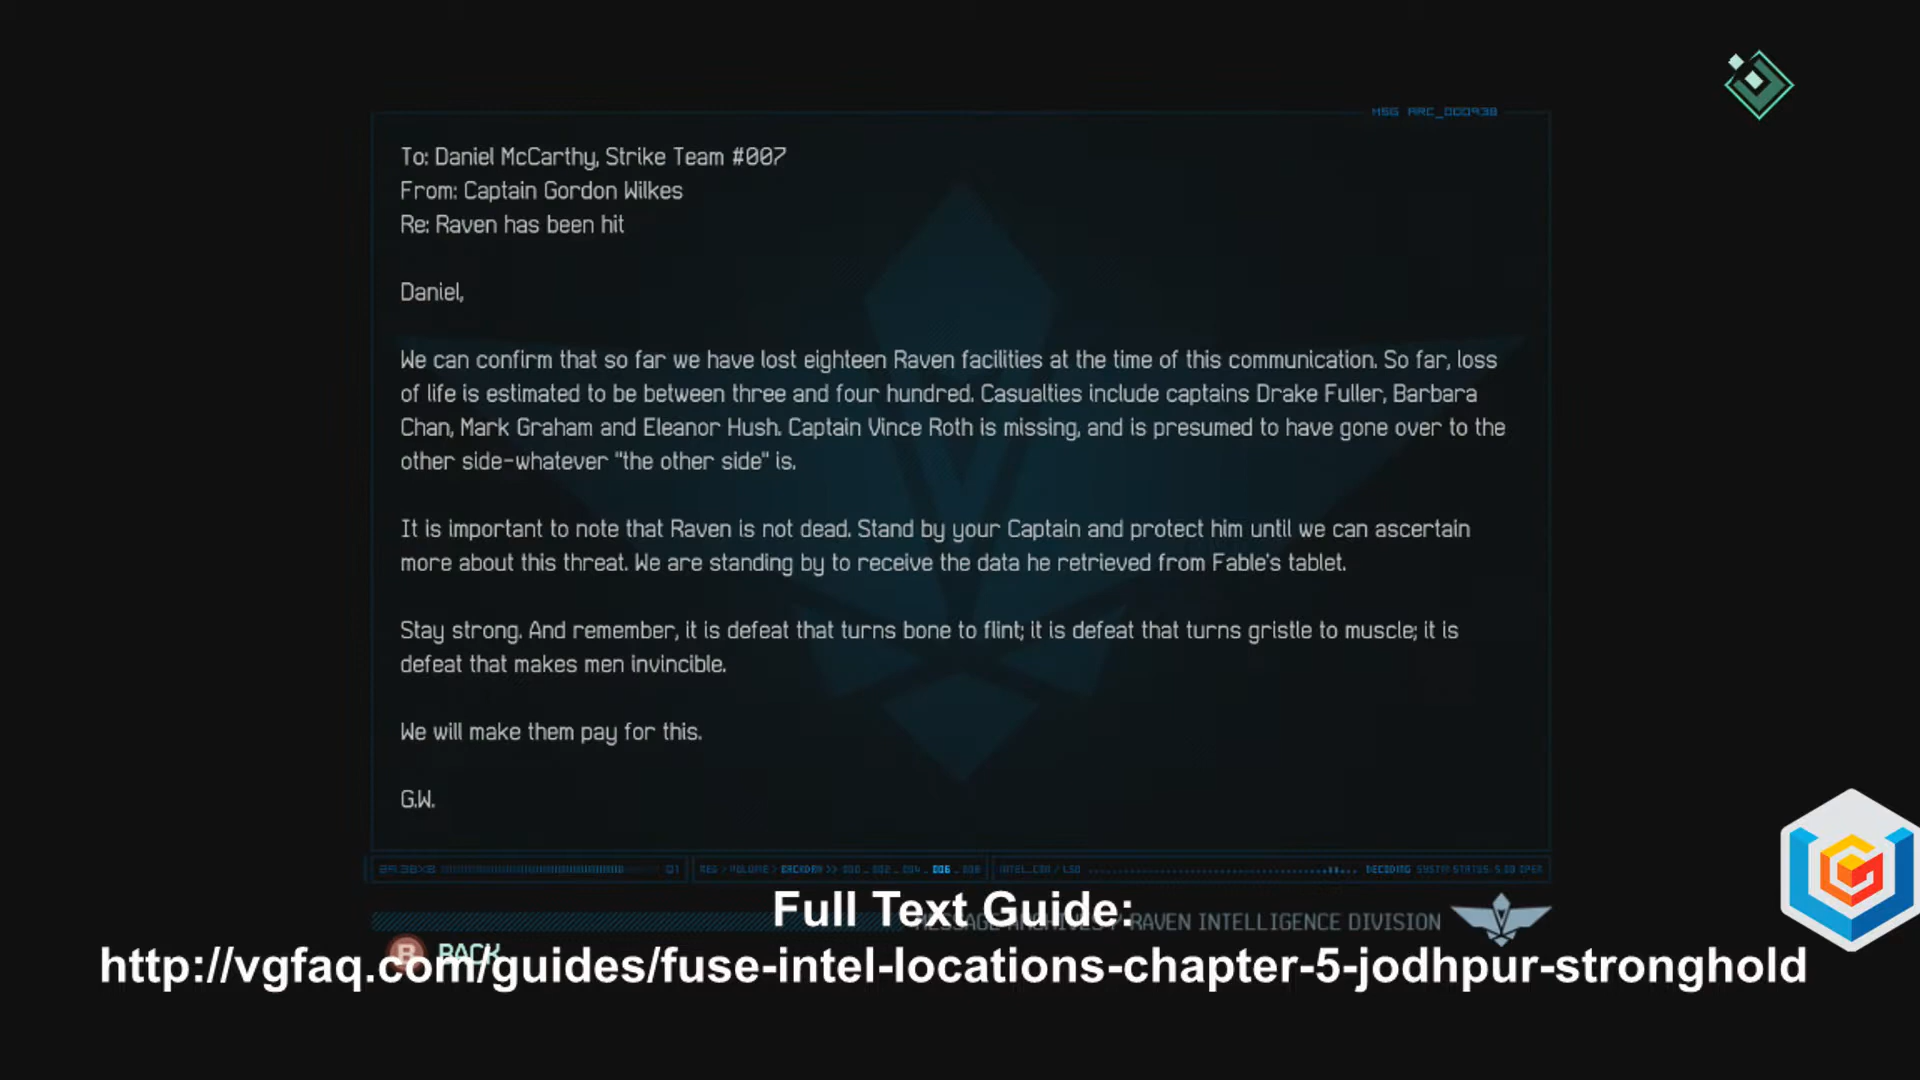 MSG ARC_000938
To: Daniel McCarthy, Strike Team #007
From: Captain Gordon Wilkes
Re: Raven has been hit
Daniel,
We can confirm that so far we have lost eighteen Raven facilities at the time of this communication. So far, loss
of life is estimated to be between three and four hundred. Casualties include captains Drake Fuller, Barbara
Chan, Mark Graham and Eleanor Hush. Captain Vince Roth is missing, and is presumed to have gone over to the
other side-whatever "the other side" is.
It is important to note that Raven is not dead. Stand by your Captain and protect him until we can ascertain
more about this threat. We are standing by to receive the data he retrieved from Fable's tablet.
Stay strong. And remember, it is defeat that turns bone to flint; it is defeat that turns gristle to muscle; it is
defeat that makes men invincible.
We will make them pay for this.
G.W.
01
006
DECODING
Full Text Guide:
MESSAGE ARCHIVES / RAVEN INTELLIGENCE DIVISION
B BACK
http://vgfaq.com/guides/fuse-intel-locations-chapter-5-jodhpur-stronghold